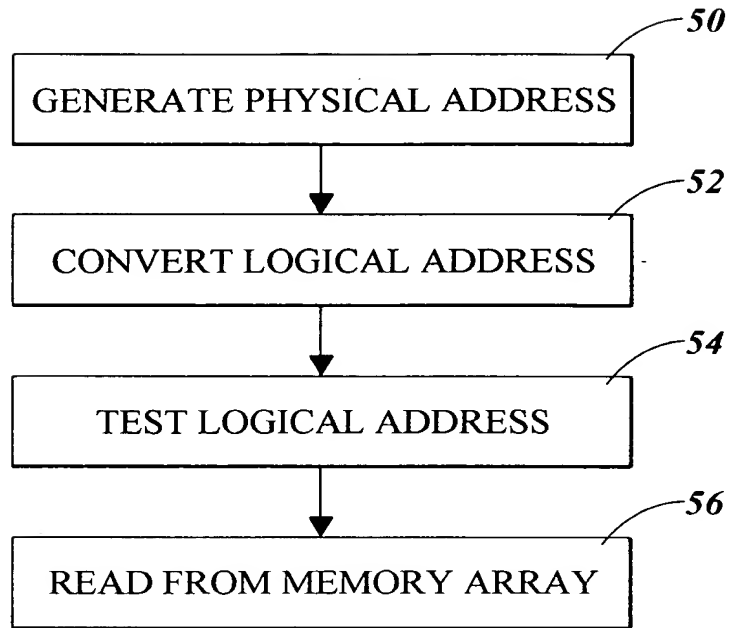 50
GENERATE PHYSICAL ADDRESS
52
CONVERT LOGICAL ADDRESS
54
TEST LOGICAL ADDRESS
56
READ FROM MEMORY ARRAY